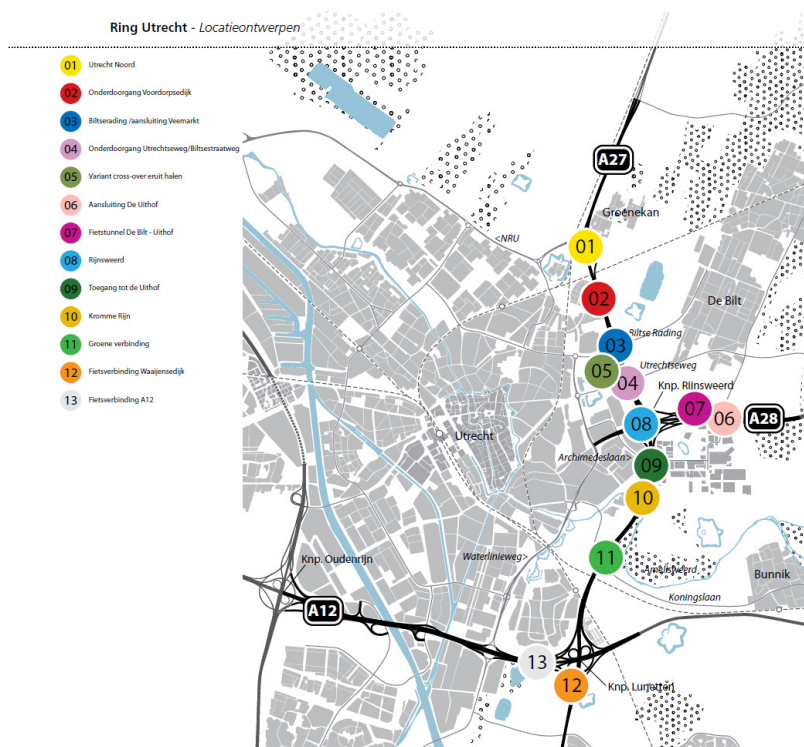 Ring Utrecht - Locatieontwerpen
01 Utrecht Noord
02 Onderdoorgang Voordorpsedijk
03 Biltserading /aansluiting Veemarkt
04 Onderdoorgang Utrechtseweg/Biltsestraatweg
05 Variant cross-over eruit halen
06 Aansluiting De Uithof
07 Fietstunnel De Bilt - Uithof
08 Rijnsweerd
09 Toegang tot de Uithof
10 Kromme Rijn
11 Groene verbinding
12 Fietsverbinding Waaijensedijk
13 Fietsverbinding A12
A27
Groenekan
<NRU
01
02
De Bilt
Biltse Rading
03
Utrechtseweg
05
04
Knp. Rijnsweerd
07
06
A28
08
Utrecht
Archimedeslaan>
09
10
Waterlinieweg>
11
Knp. Oudenrijn
Amelisweerd
Bunnik
Koningslaan
A12
13
Knp. Lunetten
12